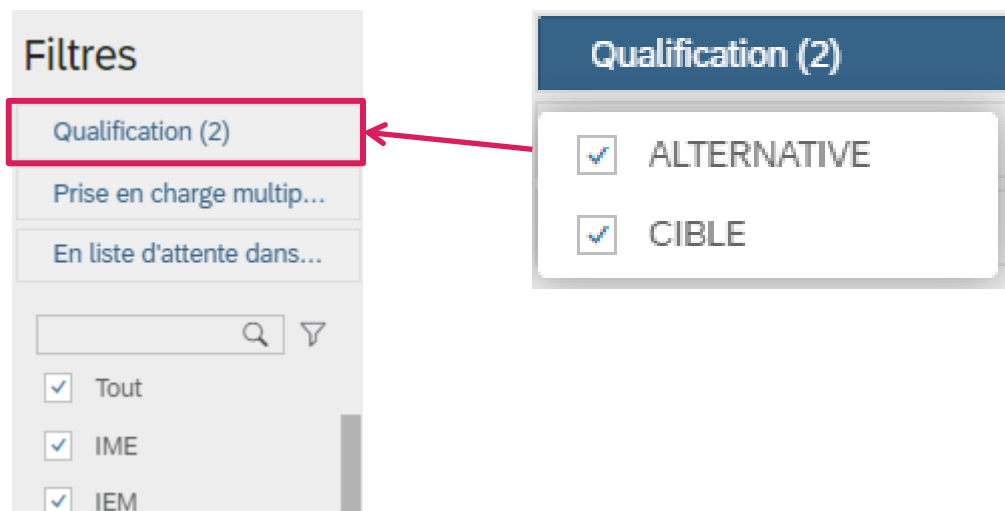 Filtres
Qualification (2)
Prise en charge multip...
En liste d'attente dans...
Tout
IME
IEM
Qualification (2)
ALTERNATIVE
CIBLE